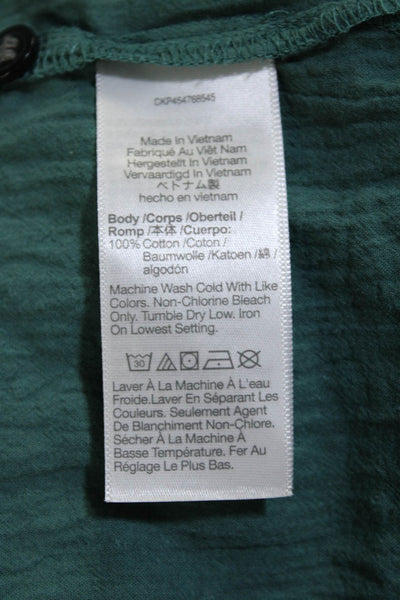 CKP454768545
Made In Vietnam
Fabriqué Au Viêt Nam
Hergestellt In Vietnam
Vervaardigd In Vietnam
ベトナム製
hecho en vietnam
Body /Corps /Oberteil /
Romp /本体 /Cuerpo:
100% Cotton /Coton /
Baumwolle /Katoen /綿 /
algodón
Machine Wash Cold With Like
Colors. Non-Chlorine Bleach
Only. Tumble Dry Low. Iron
On Lowest Setting.
30
Laver À La Machine À L'eau
Froide.Laver En Séparant Les
Couleurs. Seulement Agent
De Blanchiment Non-Chlore.
Sécher À La Machine À
Basse Température. Fer Au
Réglage Le Plus Bas.